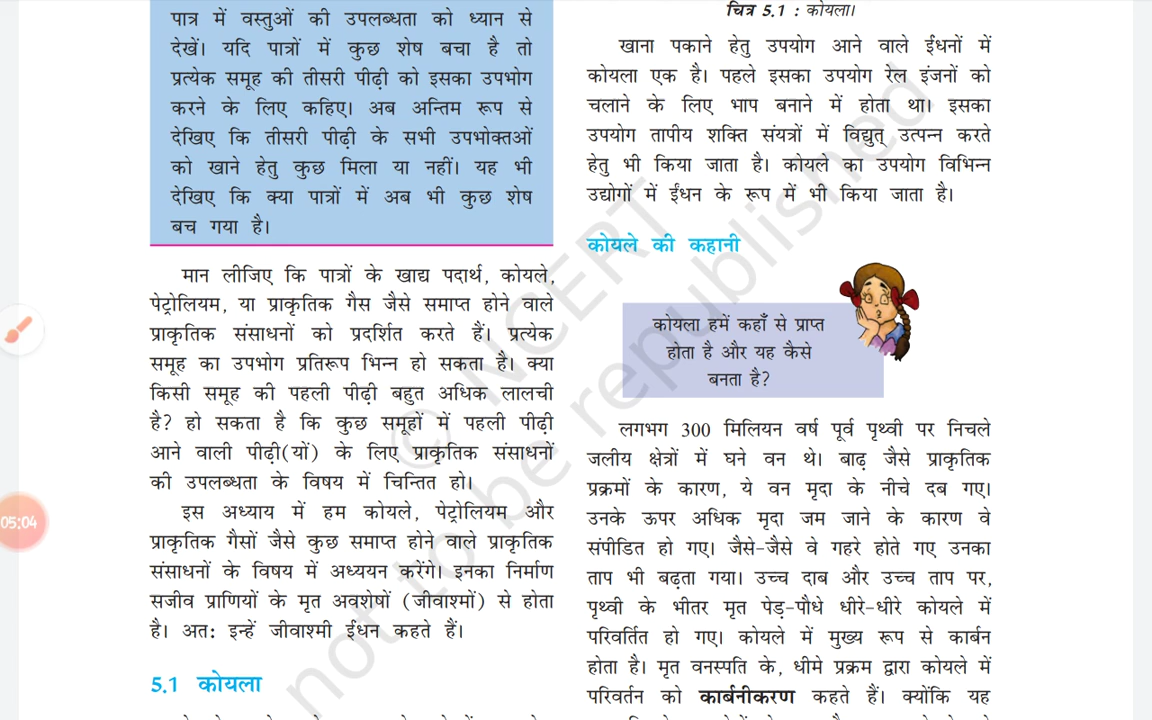 पात्र में वस्तुओं की उपलब्धता को ध्यान से
देखें। यदि पात्रों में कुछ शेष बचा है तो
प्रत्येक समूह की तीसरी पीढ़ी को इसका उपभोग
करने के लिए कहिए। अब अन्तिम रूप से
देखिए कि तीसरी पीढ़ी के सभी उपभोक्तओं
को खाने हेतु कुछ मिला या नहीं। यह भी
देखिए कि क्या पात्रों में अब भी कुछ शेष
बच गया है।
मान लीजिए कि पात्रों के खाद्य पदार्थ, कोयले,
पेट्रोलियम, या प्राकृतिक गैस जैसे समाप्त होने वाले
प्राकृतिक संसाधनों को प्रदर्शित करते हैं। प्रत्येक
समूह का उपभोग प्रतिरूप भिन्न हो सकता है। क्या
किसी समूह की पहली पीढ़ी बहुत अधिक लालची
है? हो सकता है कि कुछ समूहों में पहली पीढ़ी
आने वाली पीढ़ी(यों) के लिए प्राकृतिक संसाधनों
की उपलब्धता के विषय में चिन्तित हो।
इस अध्याय में हम कोयले, पेट्रोलियम और
प्राकृतिक गैसों जैसे कुछ समाप्त होने वाले प्राकृतिक
संसाधनों के विषय में अध्ययन करेंगे। इनका निर्माण
सजीव प्राणियों के मृत अवशेषों (जीवाश्मों) से होता
है। अत: इन्हें जीवाश्मी ईंधन कहते हैं।
5.1 कोयला
चित्र 5.1 : कोयला।
खाना पकाने हेतु उपयोग आने वाले ईंधनों में
कोयला एक है। पहले इसका उपयोग रेल इंजनों को
चलाने के लिए भाप बनाने में होता था। इसका
उपयोग तापीय शक्ति संयत्रों में विद्युत् उत्पन्न करते
हेतु भी किया जाता है। कोयले का उपयोग विभिन्न
उद्योगों में ईंधन के रूप में भी किया जाता है।
कोयले की कहानी
कोयला हमें कहाँ से प्राप्त
होता है और यह कैसे
बनता है?
लगभग 300 मिलियन वर्ष पूर्व पृथ्वी पर निचले
जलीय क्षेत्रों में घने वन थे। बाढ़ जैसे प्राकृतिक
प्रक्रमों के कारण, ये वन मृदा के नीचे दब गए।
उनके ऊपर अधिक मृदा जम जाने के कारण वे
संपीडित हो गए। जैसे-जैसे वे गहरे होते गए उनका
ताप भी बढ़ता गया। उच्च दाब और उच्च ताप पर,
पृथ्वी के भीतर मृत पेड़-पौधे धीरे-धीरे कोयले में
परिवर्तित हो गए। कोयले में मुख्य रूप से कार्बन
होता है। मृत वनस्पति के, धीमे प्रक्रम द्वारा कोयले में
परिवर्तन को कार्बनीकरण कहते हैं। क्योंकि यह
© NCERT
not to be republished
05:04